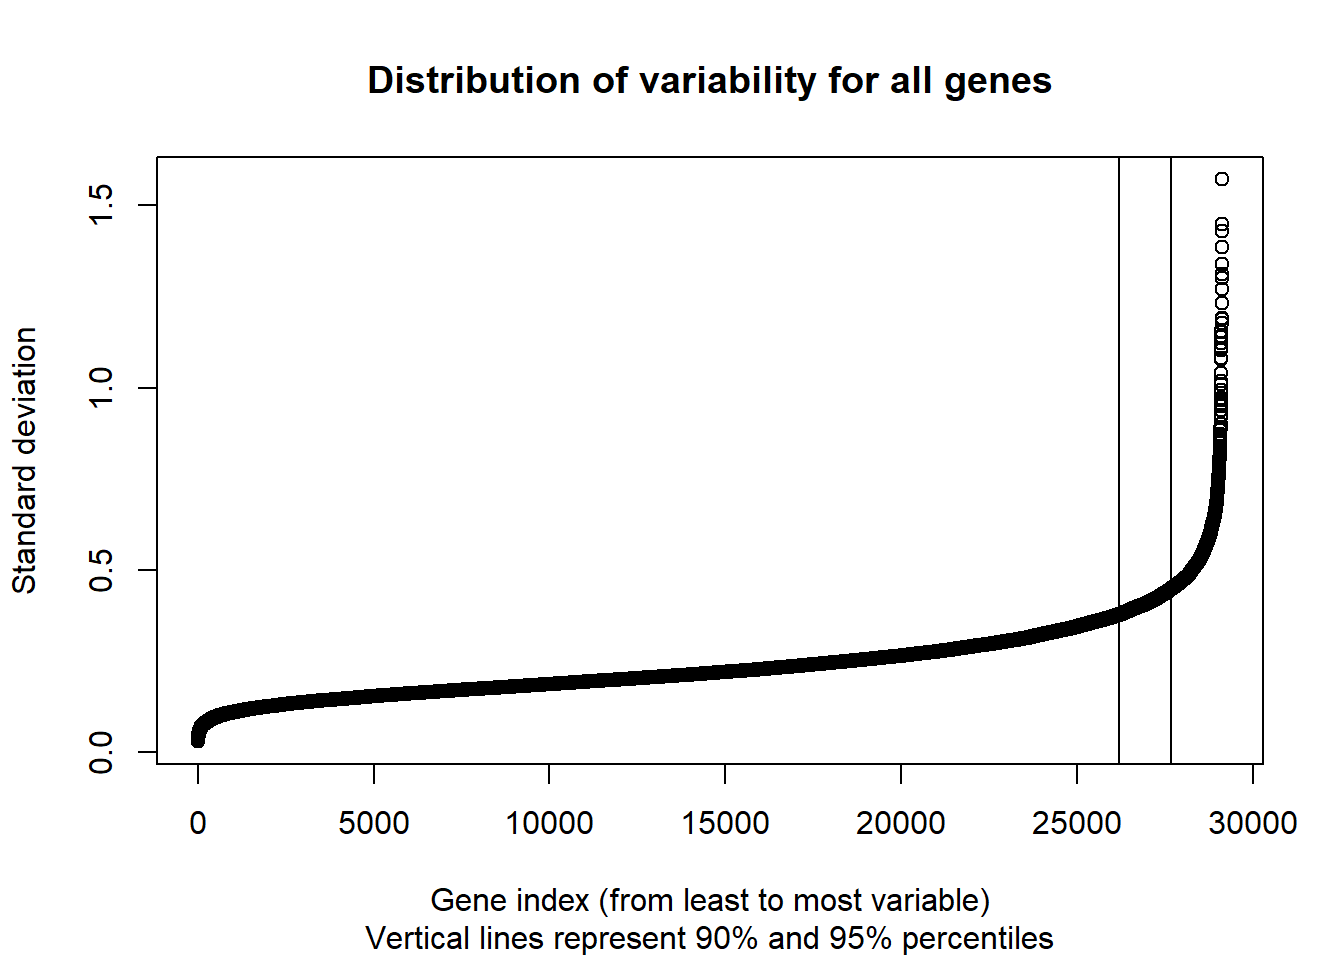 Distribution of variability for all genes
Standard deviation
1.5
1.0
0.5
0.0
0 5000 10000 15000 20000 25000 30000
Gene index (from least to most variable)
Vertical lines represent 90% and 95% percentiles